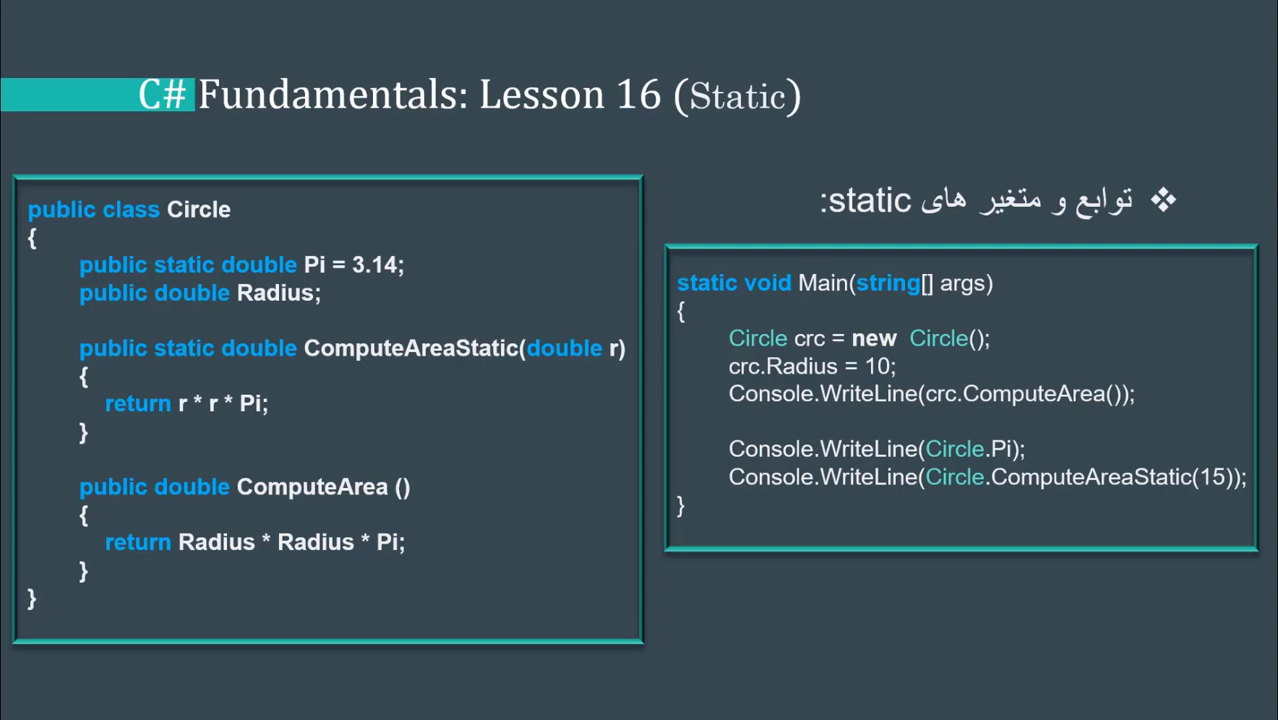 C# Fundamentals: Lesson 16 (Static)
❖ توابع و متغیر های static:
public class Circle
{
public static double Pi = 3.14;
public double Radius;
public static double ComputeAreaStatic(double r)
{
return r * r * Pi;
}
public double ComputeArea ()
{
return Radius * Radius * Pi;
}
}
static void Main(string[] args)
{
Circle crc = new  Circle();
crc.Radius = 10;
Console.WriteLine(crc.ComputeArea());
Console.WriteLine(Circle.Pi);
Console.WriteLine(Circle.ComputeAreaStatic(15));
}